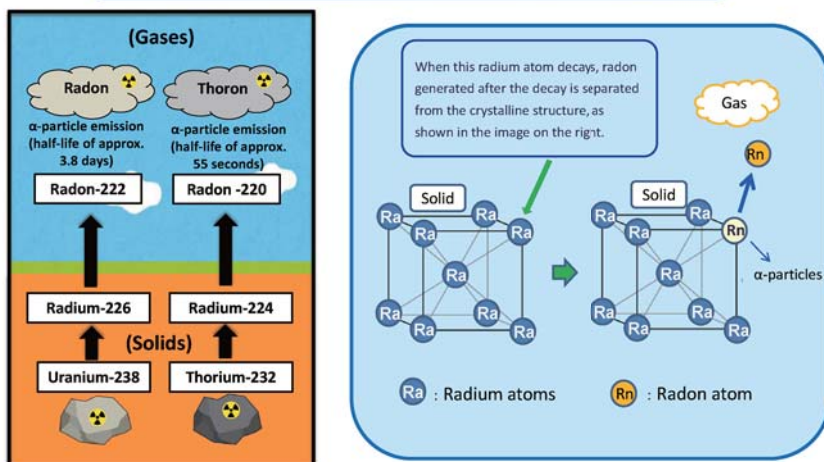 (Gases)
Radon
Thoron
α-particle emission
(half-life of approx.
3.8 days)
α-particle emission
(half-life of approx.
55 seconds)
Radon-222
Radon -220
Radium-226
Radium-224
(Solids)
Uranium-238
Thorium-232
When this radium atom decays, radon
generated after the decay is separated
from the crystalline structure, as
shown in the image on the right.
Gas
Rn
Solid
Ra
Ra
Ra
Ra
Ra
Ra
Ra
Ra
Ra
Solid
Ra
Ra
Ra
Rn
Ra
Ra
Ra
Ra
Ra
α-particles
Ra : Radium atoms
Rn : Radon atom